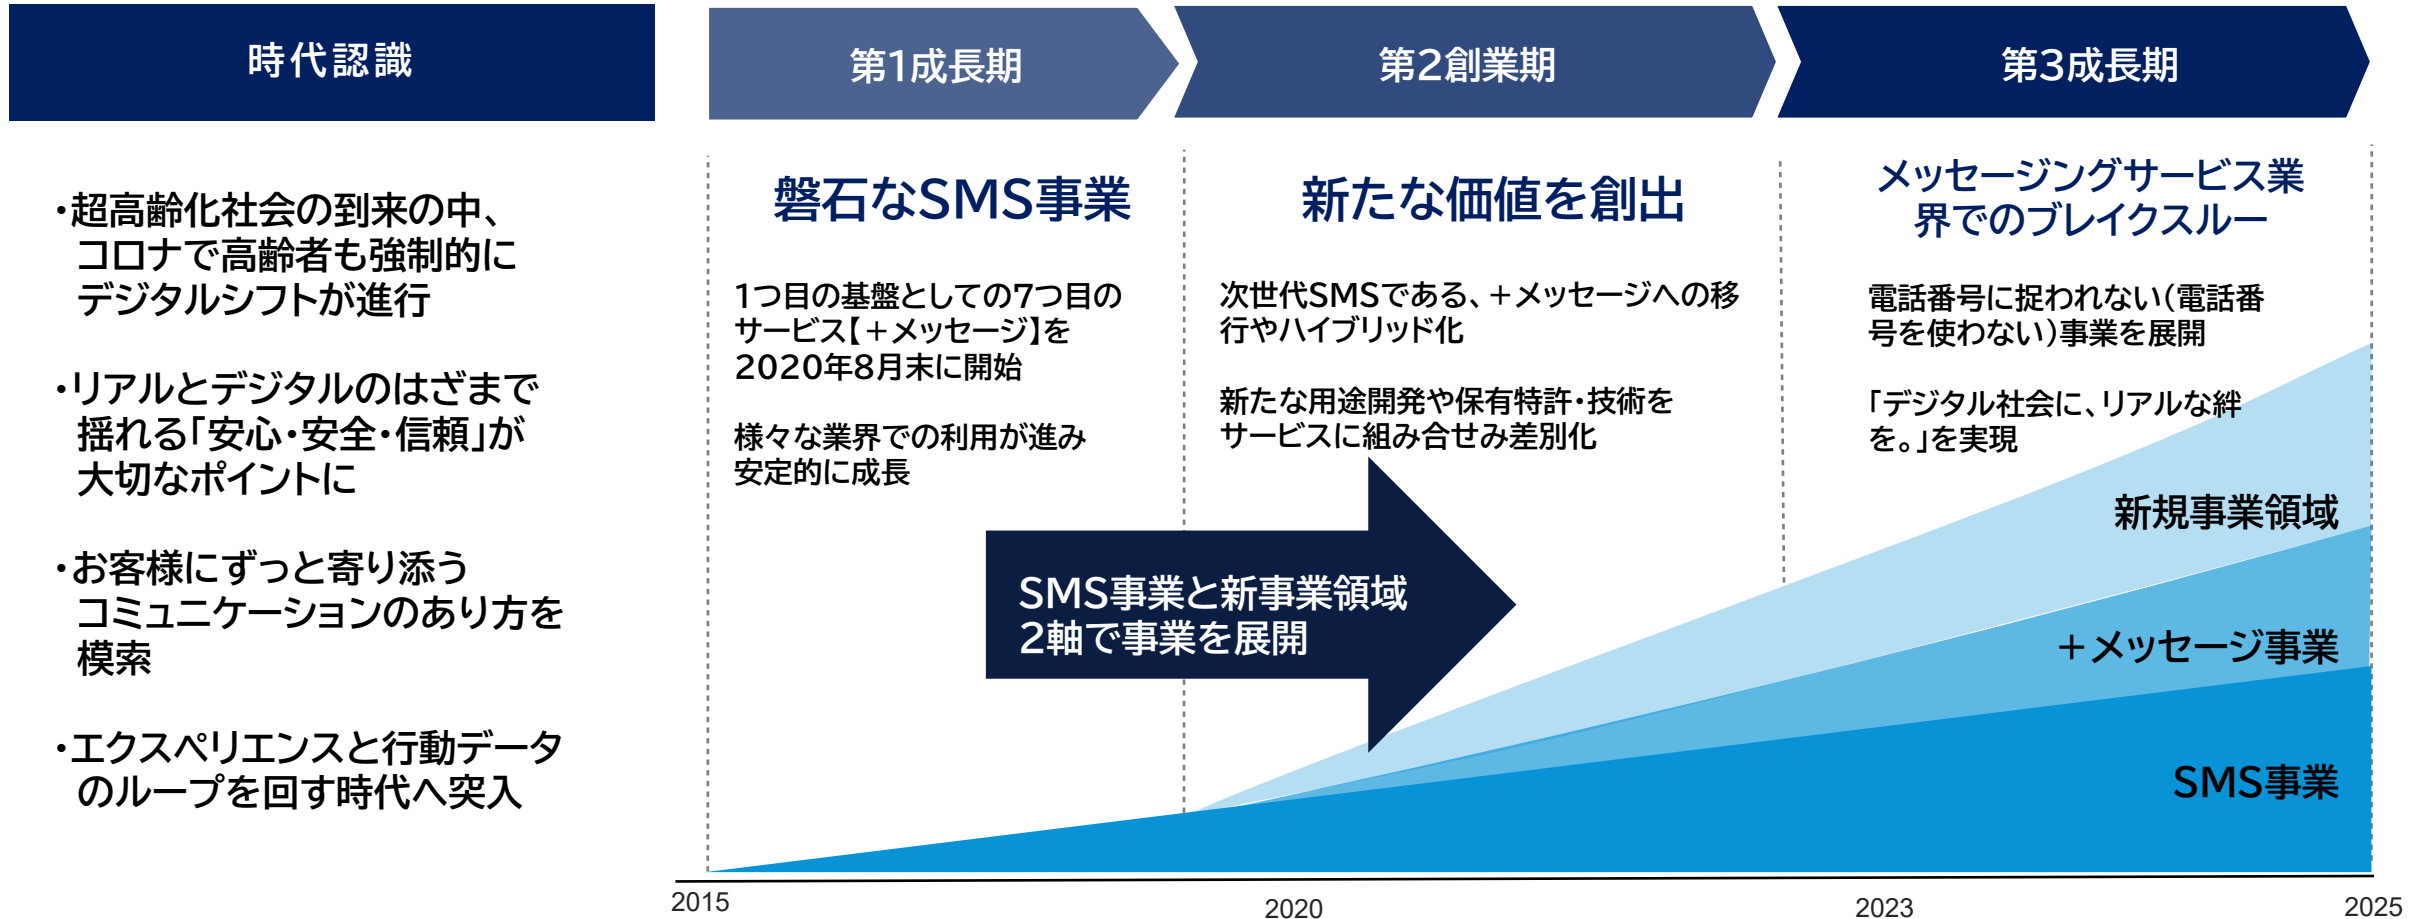 時代認識
・超高齢化社会の到来の中、
コロナで高齢者も強制的に
デジタルシフトが進行
・リアルとデジタルのはざまで
揺れる「安心・安全・信頼」が
大切なポイントに
・お客様にずっと寄り添う
コミュニケーションのあり方を
模索
・エクスペリエンスと行動データ
のループを回す時代へ突入
第1成長期
磐石なSMS事業
1つ目の基盤としての7つ目の
サービス【＋メッセージ】を
2020年8月末に開始
様々な業界での利用が進み
安定的に成長
第2創業期
新たな価値を創出
次世代SMSである、＋メッセージへの移
行やハイブリッド化
新たな用途開発や保有特許・技術を
サービスに組み合せみ差別化
第3成長期
メッセージングサービス業
界でのブレイクスルー
電話番号に捉われない（電話番
号を使わない）事業を展開
「デジタル社会に、リアルな絆
を。」を実現
SMS事業と新事業領域
2軸で事業を展開
新規事業領域
＋メッセージ事業
SMS事業
2015
2020
2023
2025